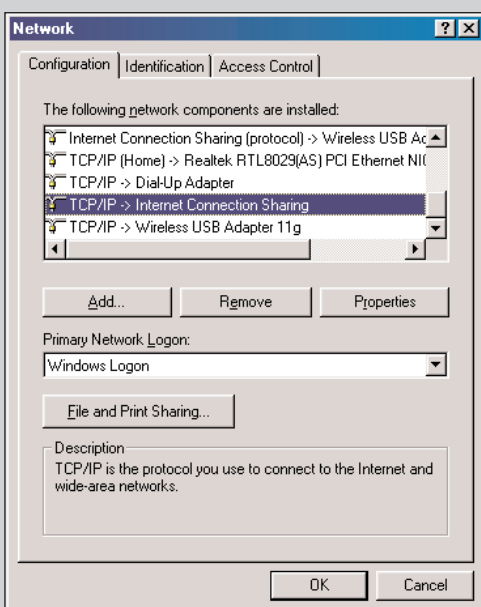 Network
Configuration Identification Access Control
The following network components are installed:
Internet Connection Sharing (protocol) -> Wireless USB
TCP/IP (Home) -> Realtek RTL8029(AS) PCI Ethernet
TCP/IP -> Dial-Up Adapter
TCP/IP -> Internet Connection Sharing
TCP/IP -> Wireless USB Adapter 11g
Add... Remove Properties
Primary Network Logon:
Windows Logon
File and Print Sharing...
Description
TCP/IP is the protocol you use to connect to the Internet and
wide-area networks.
OK Cancel